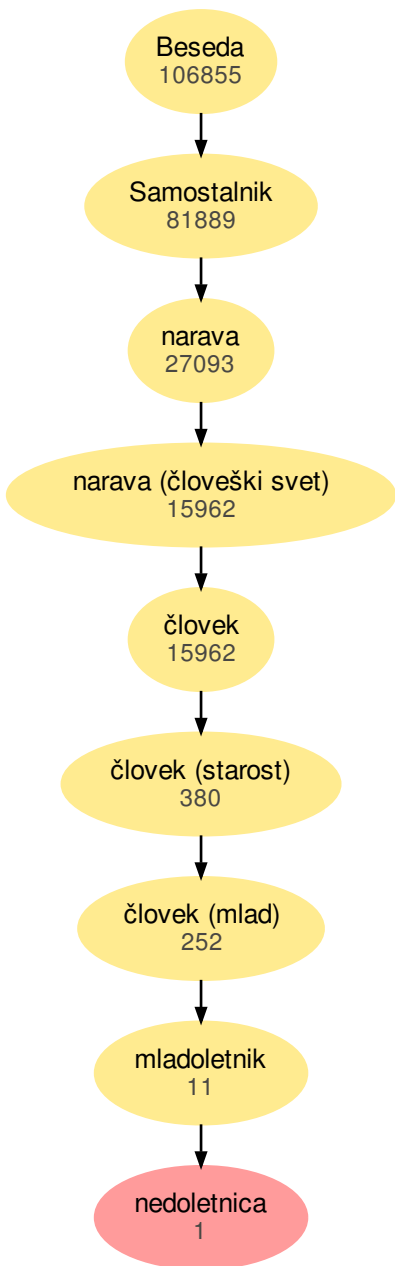 Beseda
106855
Samostalnik
81889
narava
27093
narava (človeški svet)
15962
človek
15962
človek (starost)
380
človek (mlad)
252
mladoletnik
11
nedoletnica
1